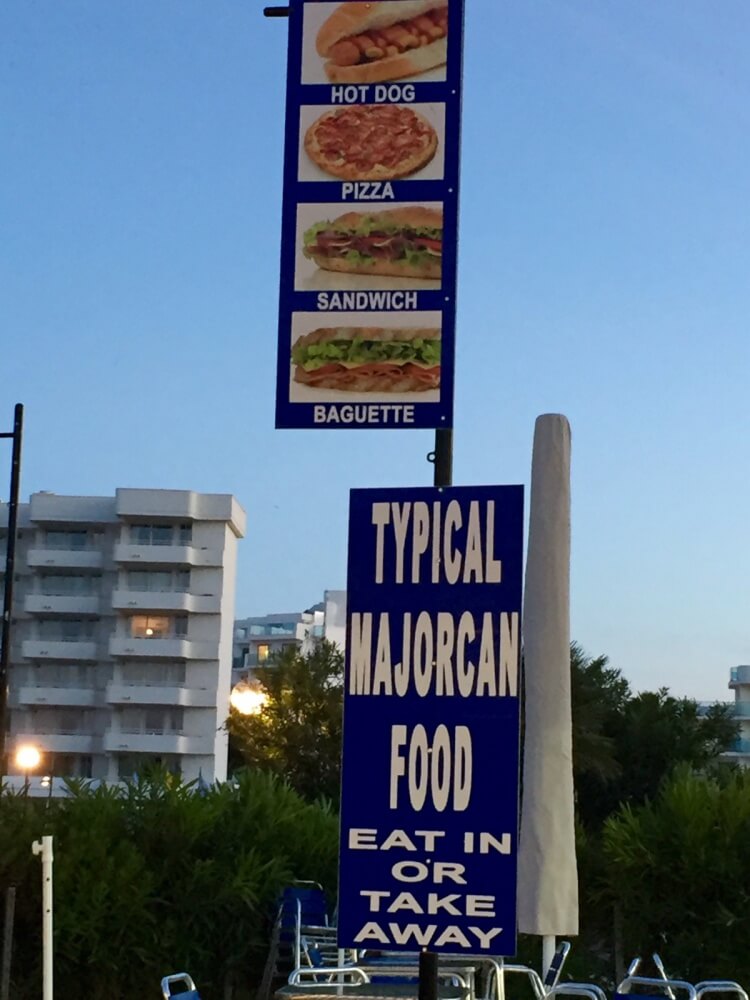 HOT DOG
PIZZA
SANDWICH
BAGUETTE
TYPICAL
MAJORCAN
FOOD
EAT IN
OR
TAKE
AWAY